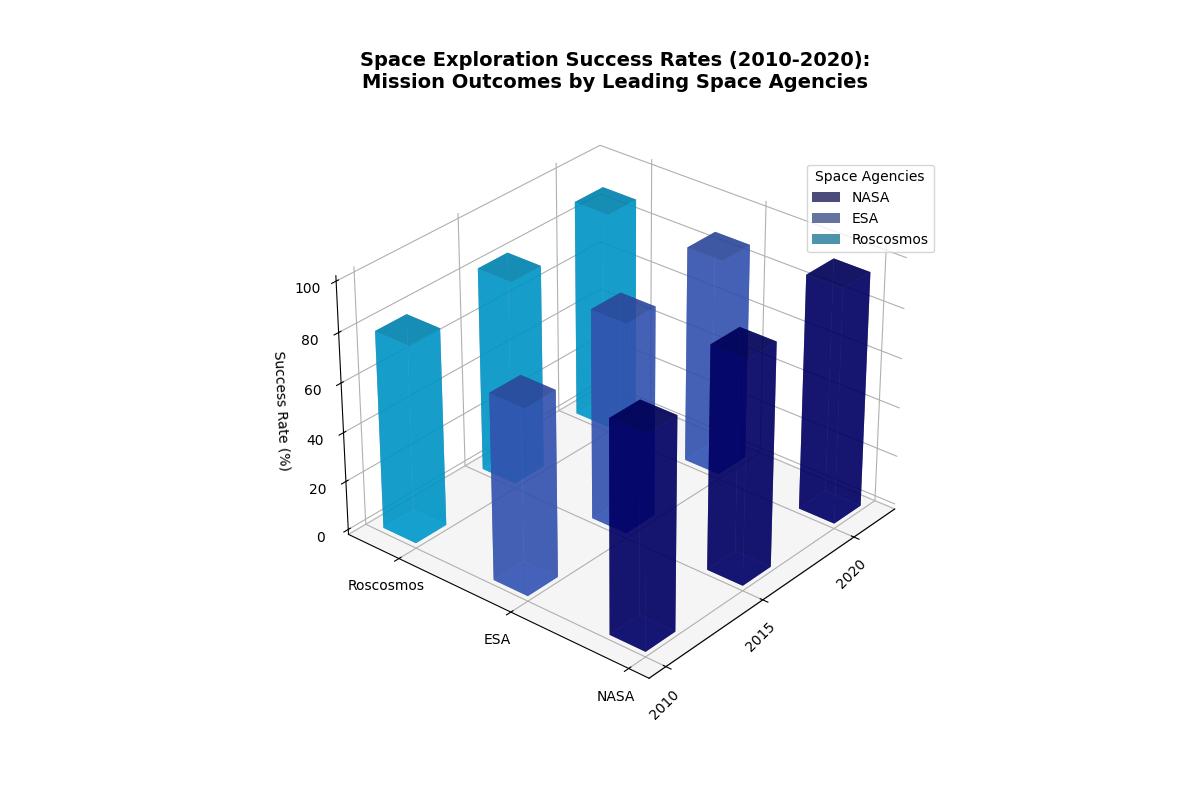 Space Exploration Success Rates (2010-2020):
Mission Outcomes by Leading Space Agencies
Space Agencies
NASA
ESA
Roscosmos
Success Rate (%)
100
80
60
40
20
0
Roscosmos
ESA
NASA
2010
2015
2020